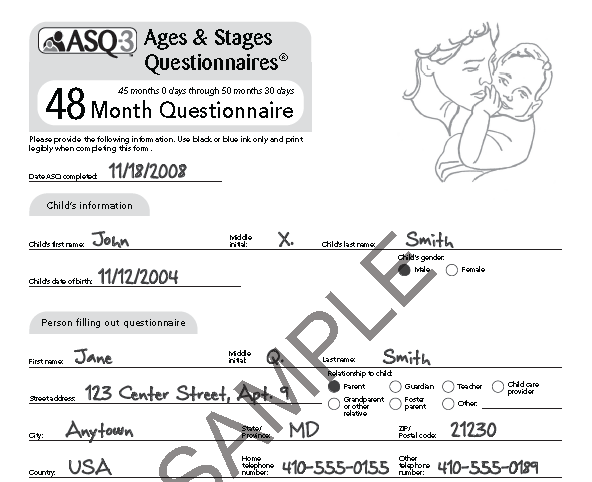 ASQ-3 Ages & Stages
Questionnaires®
45 months 0 days through 50 months 30 days
48 Month Questionnaire
Please provide the following information. Use black or blue ink only and print
legibly when completing this form.
Date ASQ completed: 11/18/2008
Child's information
Child's first name: John Middle initial: X. Child's last name: Smith
Child's gender:
Male Female
Child's date of birth: 11/12/2004
Person filling out questionnaire
First name: Jane Middle initial: Q. Last name: Smith
Relationship to child:
Parent Guardian Teacher Child care provider
Street address: 123 Center Street, Apt. 9
Grandparent or other relative Foster parent Other:
City: Anytown State/Province: MD ZIP/Postal code: 21230
Country: USA Home telephone number: 410-555-0155 Other telephone number: 410-555-0189
SAMPLE